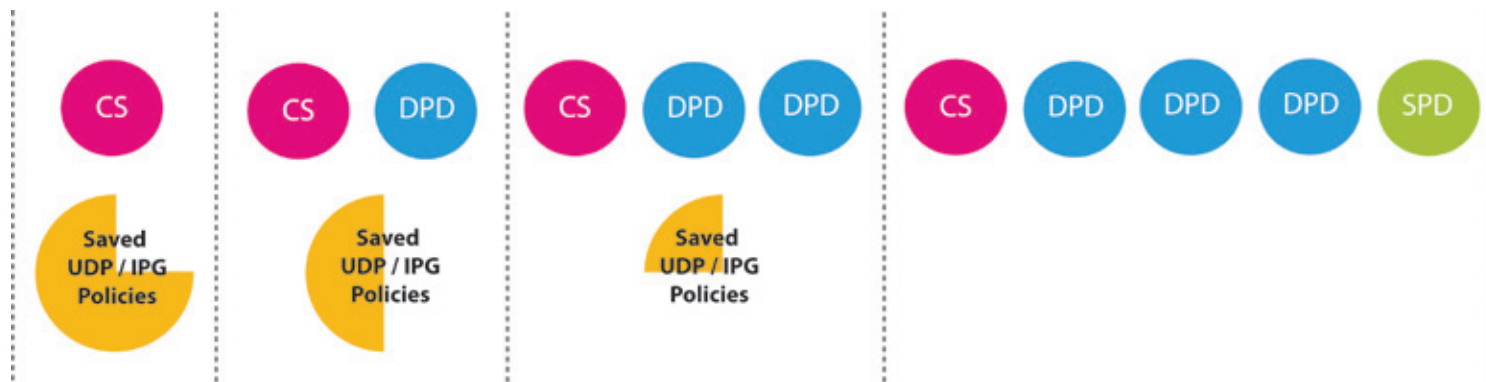 CS
CS DPD
CS DPD DPD
CS DPD DPD DPD SPD
Saved
UDP / IPG
Policies
Saved
UDP / IPG
Policies
Saved
UDP / IPG
Policies